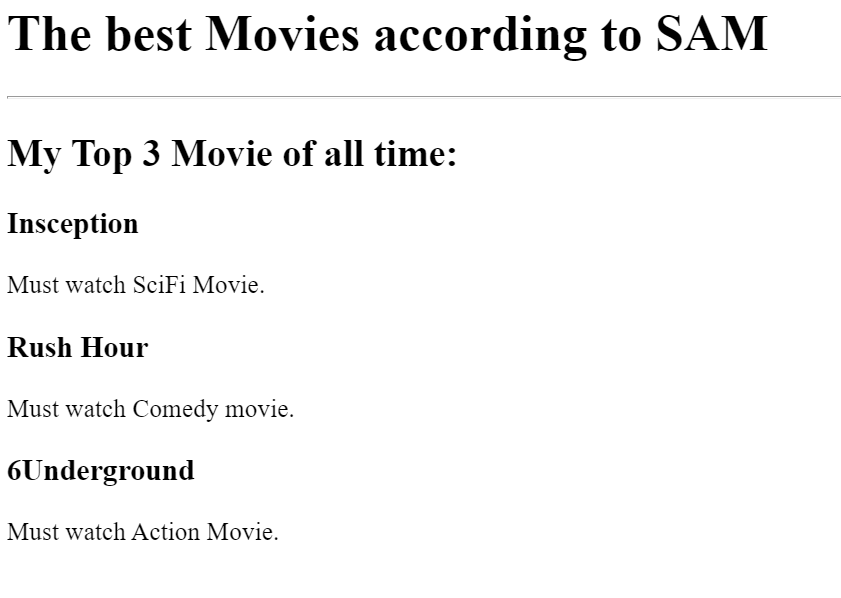 The best Movies according to SAM
My Top 3 Movie of all time:
Insception
Must watch SciFi Movie.
Rush Hour
Must watch Comedy movie.
6Underground
Must watch Action Movie.